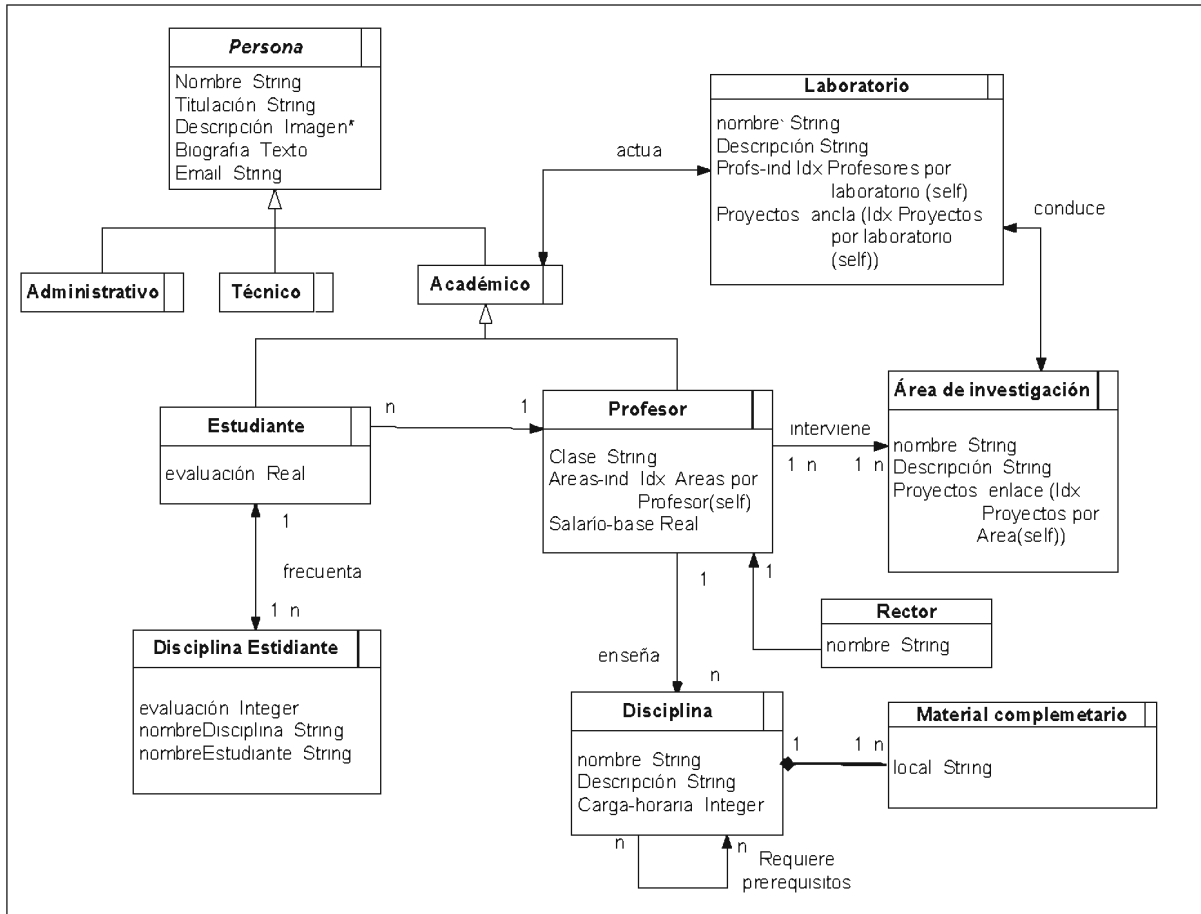 Persona
Nombre String
Titulación String
Descripción Imagen*
Biografia Texto
Email String
Laboratorio
nombre` String
Descripción String
Profs-ınd Idx Profesores por
laboratorio (self)
Proyectos ancla (Idx Proyectos
por laboratorio
(self))
actua
conduce
Administrativo
Técnico
Académico
Estudiante
evaluación Real
n
1
Profesor
Clase String
Areas-ınd Idx Areas por
Profesor(self)
Salarío-base Real
interviene
1 n
1 n
Área de investigación
nombre String
Descripción String
Proyectos enlace (Idx
Proyectos por
Area(self))
1
frecuenta
1 n
Disciplina Estidiante
evaluación Integer
nombreDisciplina String
nombreEstudiante String
1
1
enseña
n
Rector
nombre String
Disciplina
nombre String
Descripción String
Carga-horaria Integer
1
1 n
Material complemetario
local String
n
n
Requiere
prerequisitos